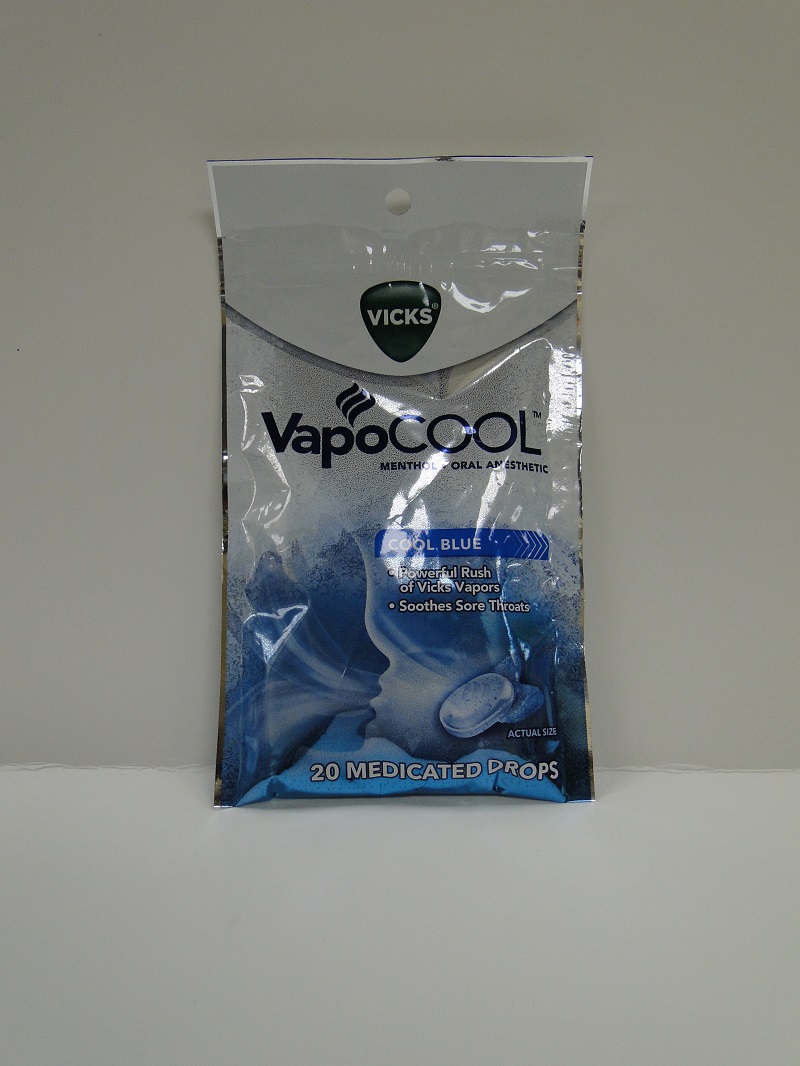 VICKS®
VapoCOOL™
MENTHOL • ORAL ANESTHETIC
COOL BLUE
• Powerful Rush
of Vicks Vapors
• Soothes Sore Throats
ACTUAL SIZE
20 MEDICATED DROPS